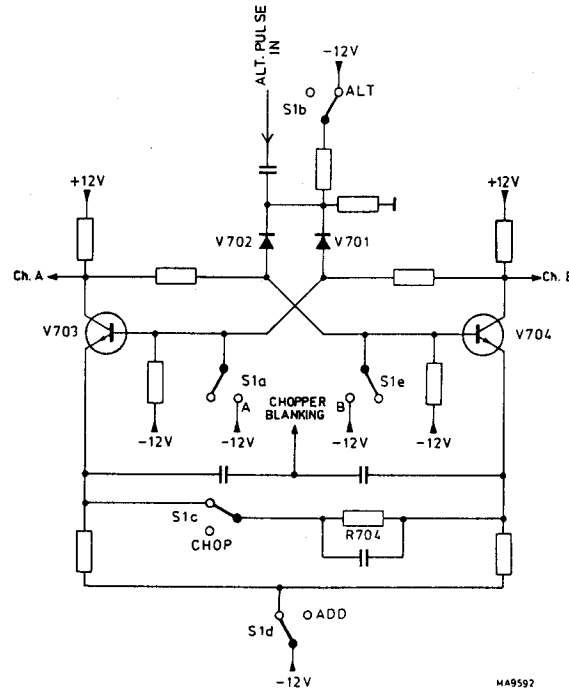 ALT. PULSE
IN
-12V
ALT
S1b
+12V
+12V
V702
V701
Ch. A
Ch. B
V703
V704
S1a
S1e
A
CHOPPER
BLANKING
B
-12V
-12V
-12V
-12V
S1c
CHOP
R704
S1d
ADD
-12V
MA9592